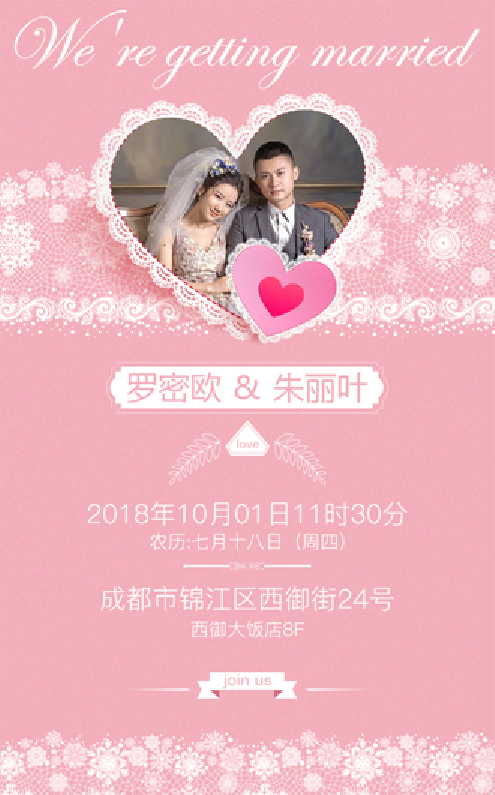 We're getting married
罗密欧 & 朱丽叶
love
2018年10月01日11时30分
农历:七月十八日（周四）
成都市锦江区西御街24号
西御大饭店8F
join us